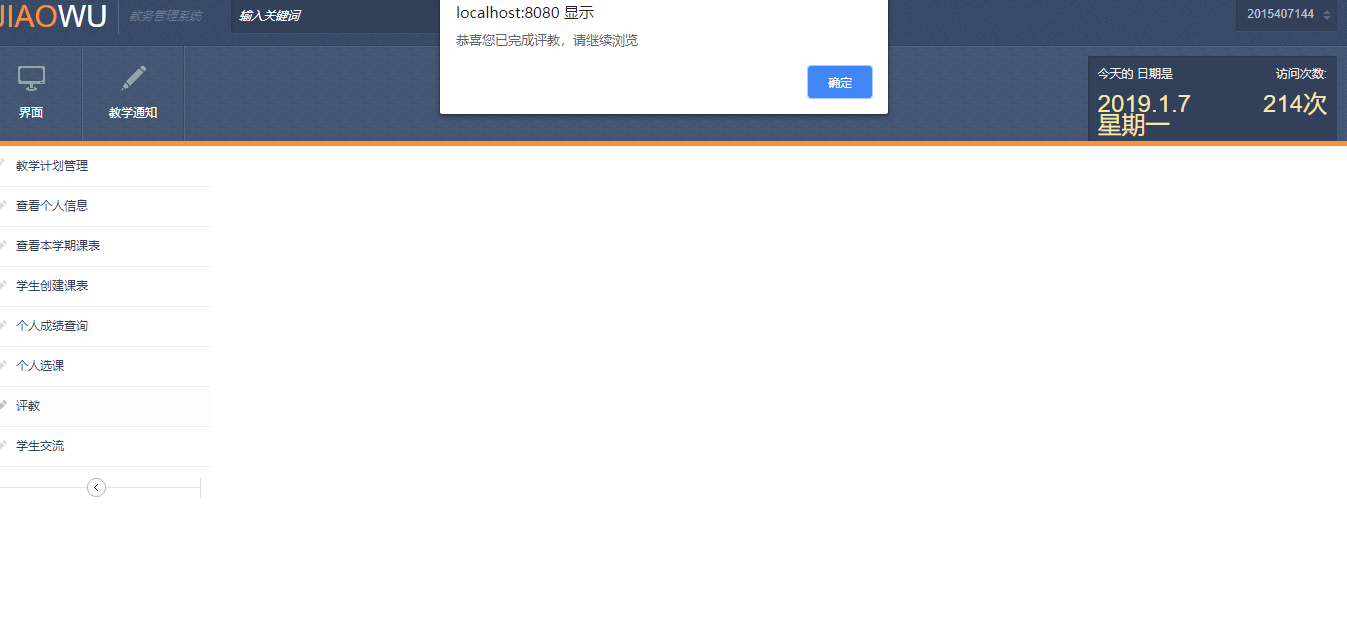 JIAOWU
教务管理系统
输入关键词
localhost:8080 显示
恭喜您已完成评教，请继续浏览
确定
2015407144
界面
教学通知
今天的 日期是
访问次数:
2019.1.7
214次
星期一
教学计划管理
查看个人信息
查看本学期课表
学生创建课表
个人成绩查询
个人选课
评教
学生交流